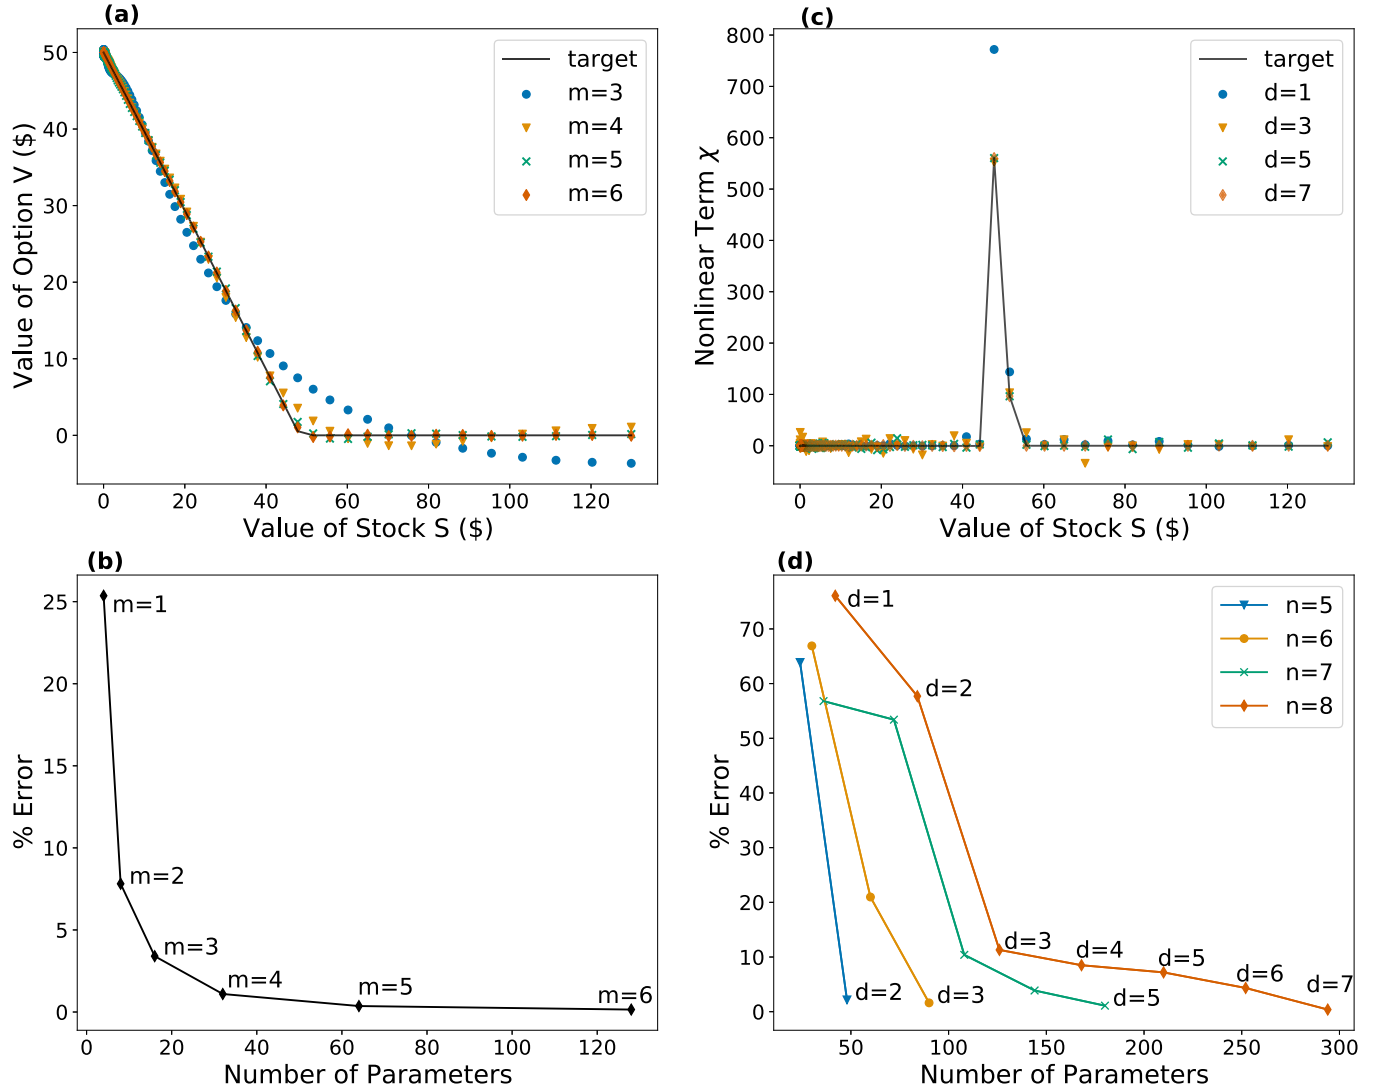 (a)
50
40
30
20
10
0
0
20
40
60
80
100
120
Value of Option V ($)
Value of Stock S ($)
target
m=3
m=4
m=5
m=6
(c)
800
700
600
500
400
300
200
100
0
0
20
40
60
80
100
120
Nonlinear Term χ
Value of Stock S ($)
target
d=1
d=3
d=5
d=7
(b)
25
20
15
10
5
0
0
20
40
60
80
100
120
% Error
Number of Parameters
m=1
m=2
m=3
m=4
m=5
m=6
(d)
70
60
50
40
30
20
10
0
50
100
150
200
250
300
% Error
Number of Parameters
n=5
n=6
n=7
n=8
d=1
d=2
d=3
d=4
d=5
d=6
d=7
d=2
d=3
d=5